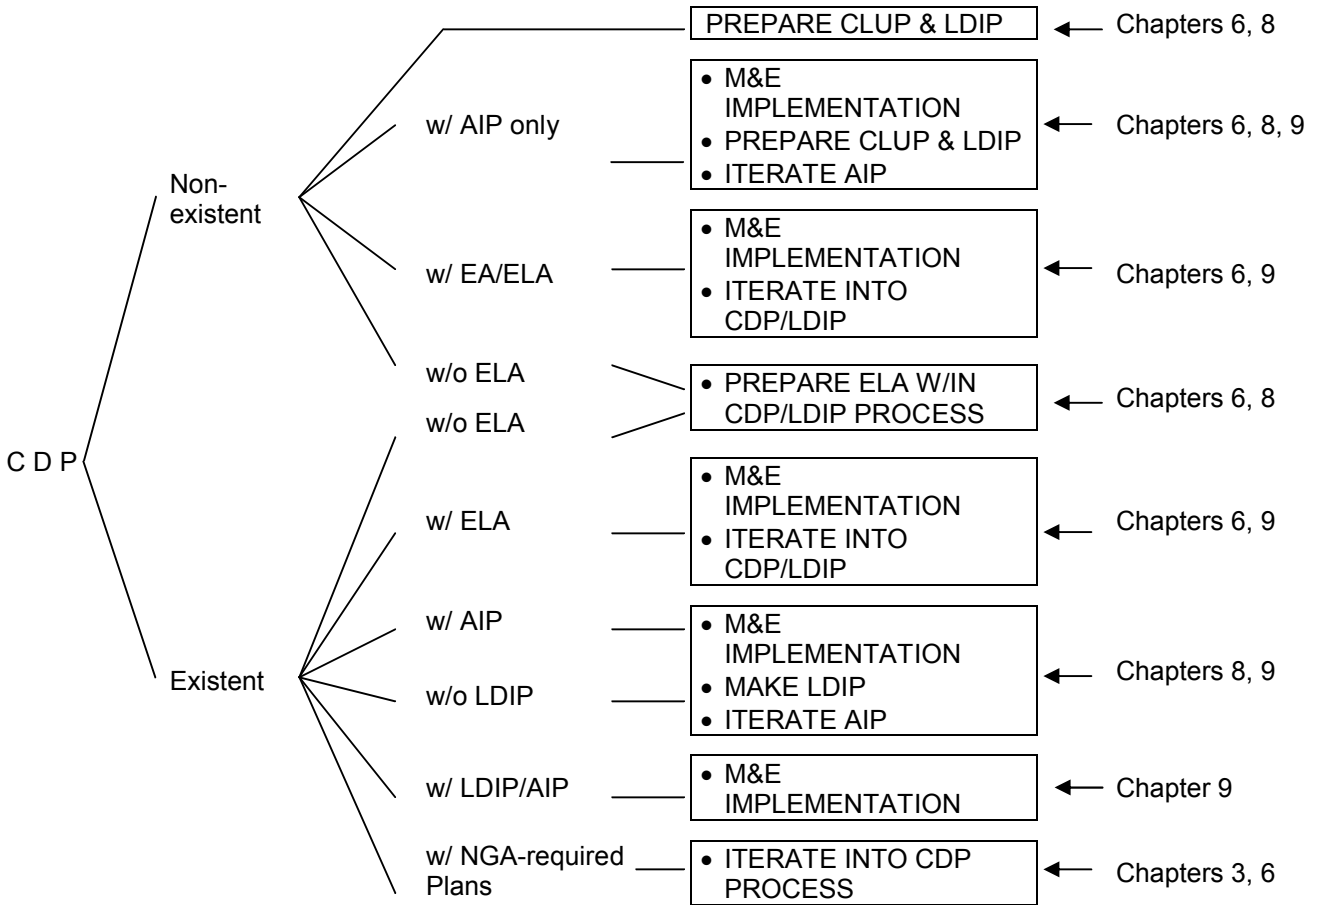 PREPARE CLUP & LDIP
Chapters 6, 8
w/ AIP only
• M&E
IMPLEMENTATION
• PREPARE CLUP & LDIP
• ITERATE AIP
Chapters 6, 8, 9
Non-
existent
w/ EA/ELA
• M&E
IMPLEMENTATION
• ITERATE INTO
CDP/LDIP
Chapters 6, 9
w/o ELA
w/o ELA
• PREPARE ELA W/IN
CDP/LDIP PROCESS
Chapters 6, 8
C D P
w/ ELA
• M&E
IMPLEMENTATION
• ITERATE INTO
CDP/LDIP
Chapters 6, 9
Existent
w/ AIP
w/o LDIP
• M&E
IMPLEMENTATION
• MAKE LDIP
• ITERATE AIP
Chapters 8, 9
w/ LDIP/AIP
• M&E
IMPLEMENTATION
Chapter 9
w/ NGA-required
Plans
• ITERATE INTO CDP
PROCESS
Chapters 3, 6